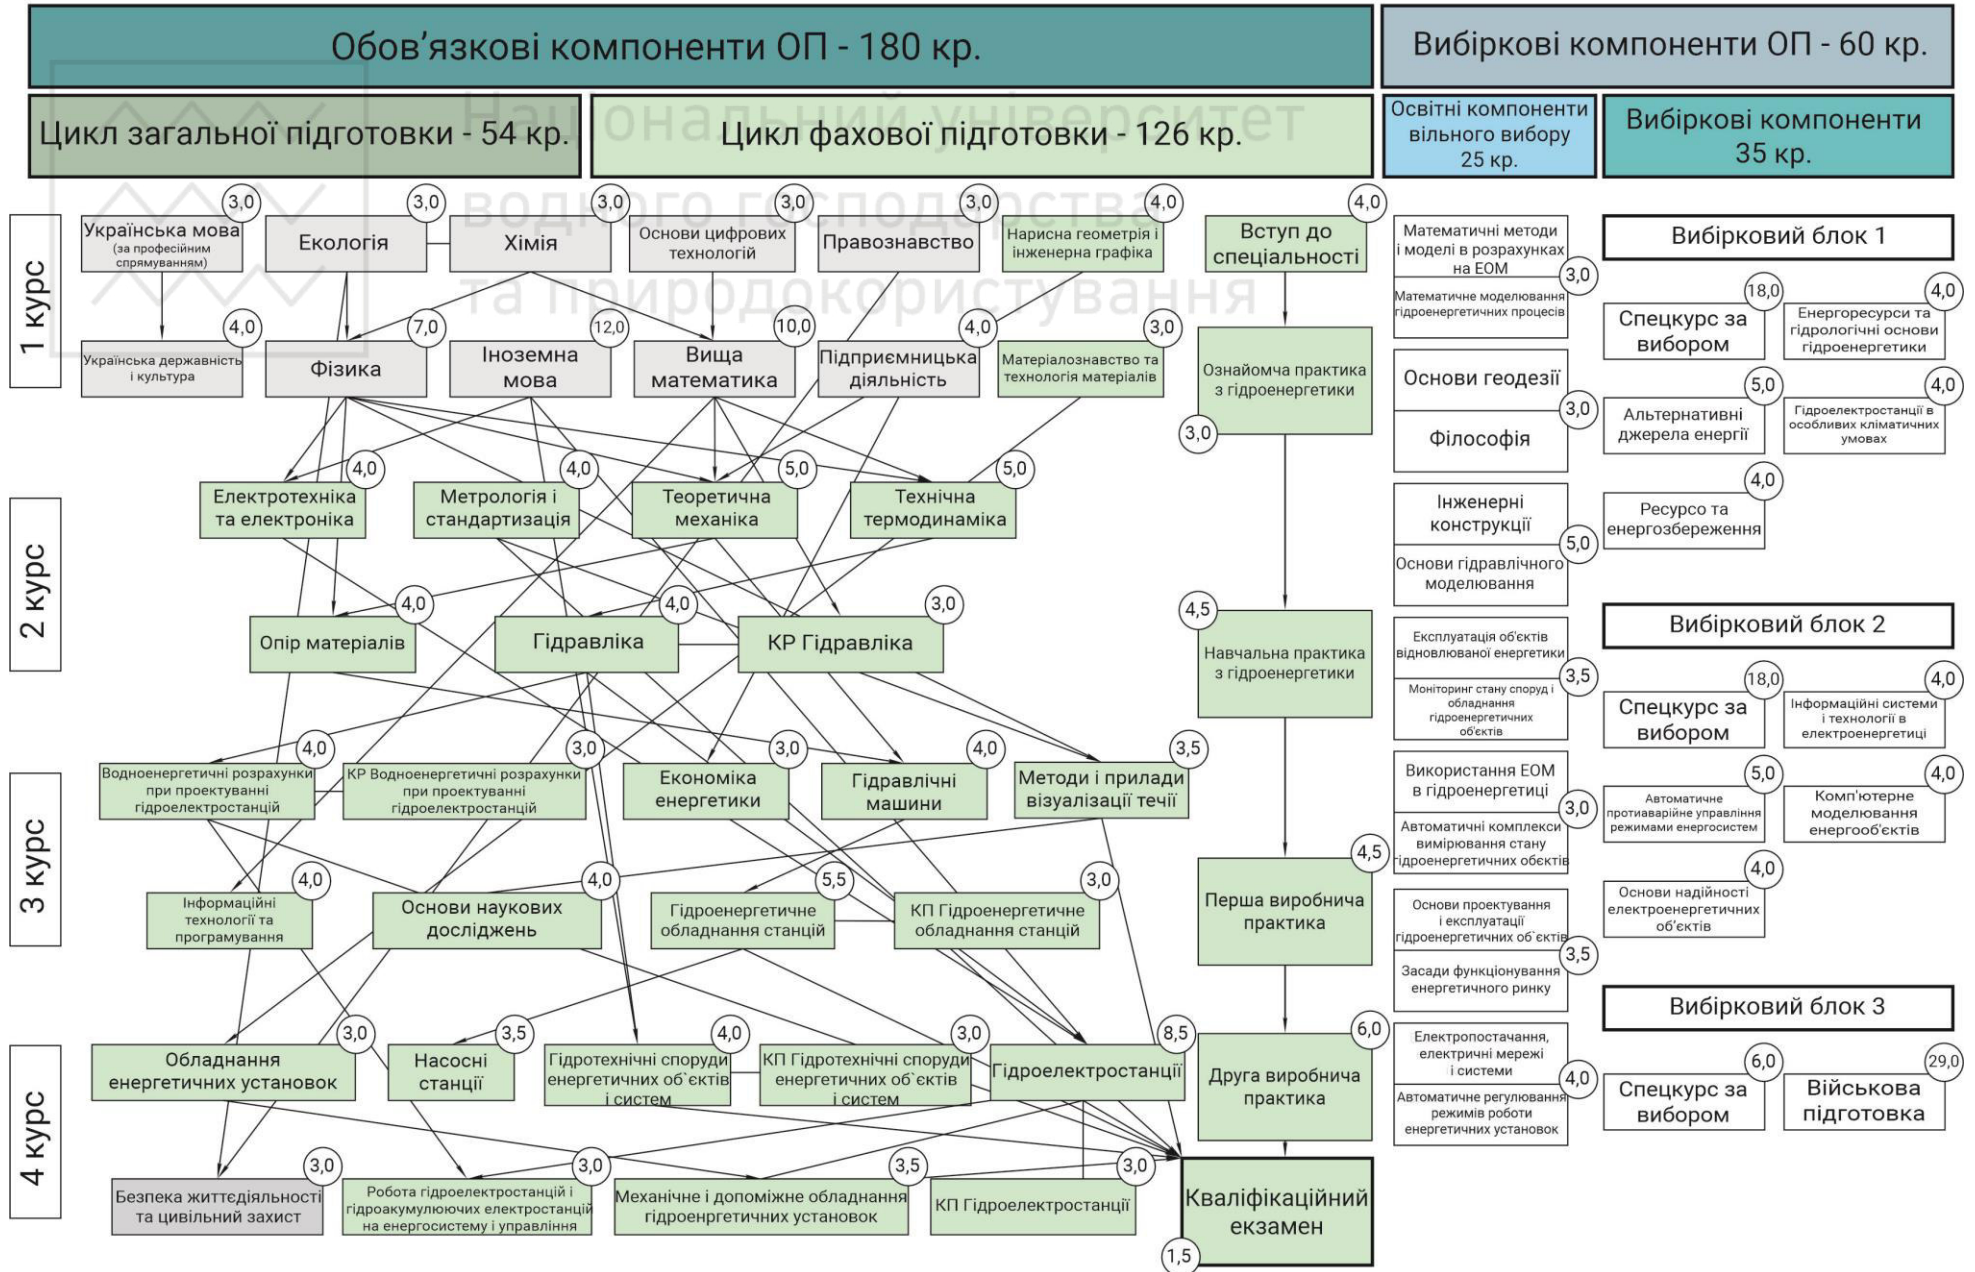 Обов’язкові компоненти ОП - 180 кр.
Вибіркові компоненти ОП - 60 кр.
Цикл загальної підготовки - 54 кр.
Цикл фахової підготовки - 126 кр.
Освітні компоненти
вільного вибору
25 кр.
Вибіркові компоненти
35 кр.
Національний університет
водного господарства
та природокористування
1 курс
Українська мова
(за професійним
спрямуванням)
3,0
Екологія
3,0
Хімія
3,0
Основи цифрових
технологій
3,0
Правознавство
3,0
Нарисна геометрія і
інженерна графіка
4,0
Вступ до
спеціальності
4,0
Українська державність
і культура
4,0
Фізика
7,0
Іноземна
мова
12,0
Вища
математика
10,0
Підприємницька
діяльність
4,0
Матеріалознавство та
технологія матеріалів
3,0
Ознайомча практика
з гідроенергетики
3,0
2 курс
Електротехніка
та електроніка
4,0
Метрологія і
стандартизація
4,0
Теоретична
механіка
5,0
Технічна
термодинаміка
5,0
Опір матеріалів
4,0
Гідравліка
4,0
КР Гідравліка
3,0
Навчальна практика
з гідроенергетики
4,5
3 курс
Водноенергетичні розрахунки
при проектуванні
гідроелектростанцій
4,0
КР Водноенергетичні розрахунки
при проектуванні
гідроелектростанцій
3,0
Економіка
енергетики
3,0
Гідравлічні
машини
4,0
Методи і прилади
візуалізації течії
3,5
Інформаційні
технології та
програмування
4,0
Основи наукових
досліджень
4,0
Гідроенергетичне
обладнання станцій
5,5
КП Гідроенергетичне
обладнання станцій
3,0
Перша виробнича
практика
4,5
4 курс
Обладнання
енергетичних установок
3,0
Насосні
станції
3,5
Гідротехнічні споруди
енергетичних об`єктів
і систем
4,0
КП Гідротехнічні споруди
енергетичних об`єктів
і систем
3,0
Гідроелектростанції
8,5
Друга виробнича
практика
6,0
Безпека життєдіяльності
та цивільний захист
3,0
Робота гідроелектростанцій і
гідроакумулюючих електростанцій
на енергосистему і управління
3,0
Механічне і допоміжне обладнання
гідроенргетичних установок
3,5
КП Гідроелектростанції
3,0
Кваліфікаційний
екзамен
1,5
Математичні методи
і моделі в розрахунках
на ЕОМ
3,0
Математичне моделювання
гідроенергетичних процесів
Основи геодезії
3,0
Філософія
Інженерні
конструкції
5,0
Основи гідравлічного
моделювання
Експлуатація об'єктів
відновлюваної енергетики
3,5
Моніторинг стану споруд і
обладнання
гідроенергетичних
об'єктів
Використання ЕОМ
в гідроенергетиці
3,0
Автоматичні комплекси
вимірювання стану
гідроенергетичних обєктів
Основи проектування
і експлуатації
гідроенергетичних об`єктів
3,5
Засади функціонування
енергетичного ринку
Електропостачання,
електричні мережі
і системи
4,0
Автоматичне регулювання
режимів роботи
енергетичних установок
Вибірковий блок 1
Спецкурс за
вибором
18,0
Енергоресурси та
гідрологічні основи
гідроенергетики
4,0
Альтернативні
джерела енергії
5,0
Гідроелектростанції в
особливих кліматичних
умовах
4,0
Ресурсо та
енергозбереження
4,0
Вибірковий блок 2
Спецкурс за
вибором
18,0
Інформаційні системи
і технології в
електроенергетиці
4,0
Автоматичне
протиаварійне управління
режимами енергосистем
5,0
Комп'ютерне
моделювання
енергооб'єктів
4,0
Основи надійності
електроенергетичних
об'єктів
4,0
Вибірковий блок 3
Спецкурс за
вибором
6,0
Військова
підготовка
29,0